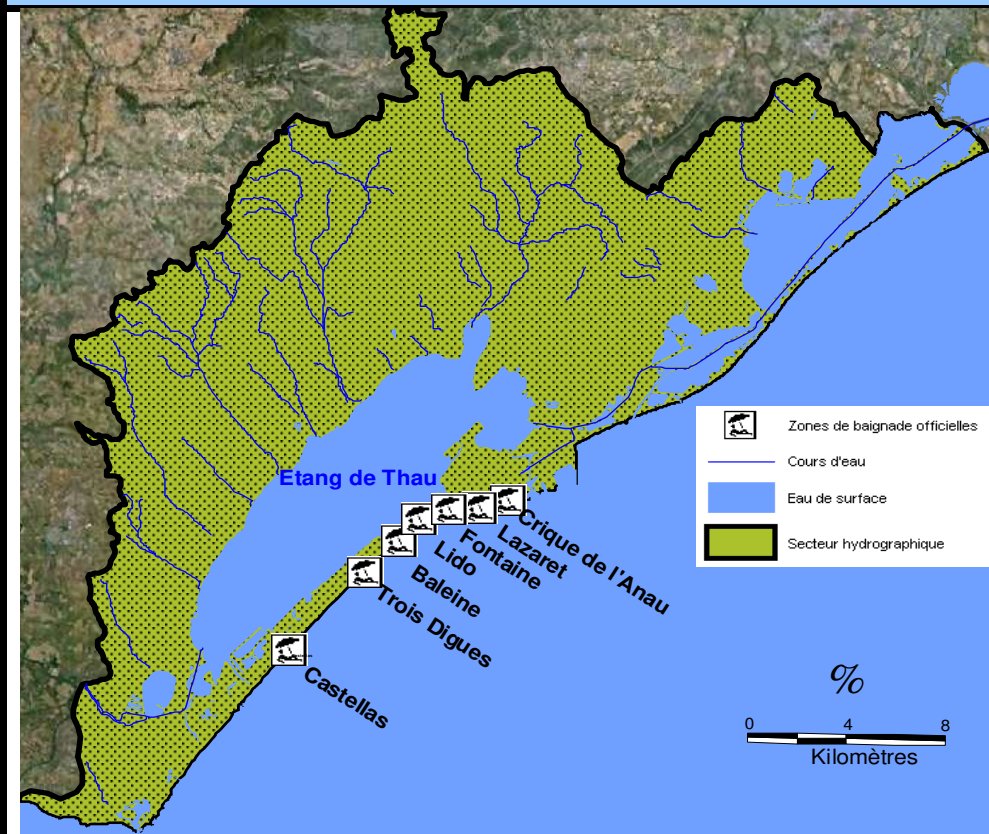 Etang de Thau
Crique de l'Anau
Lazaret
Fontaine
Lido
Baleine
Trois Digues
Castellas
Zones de baignade officielles
Cours d'eau
Eau de surface
Secteur hydrographique
%
0 4 8
Kilomètres